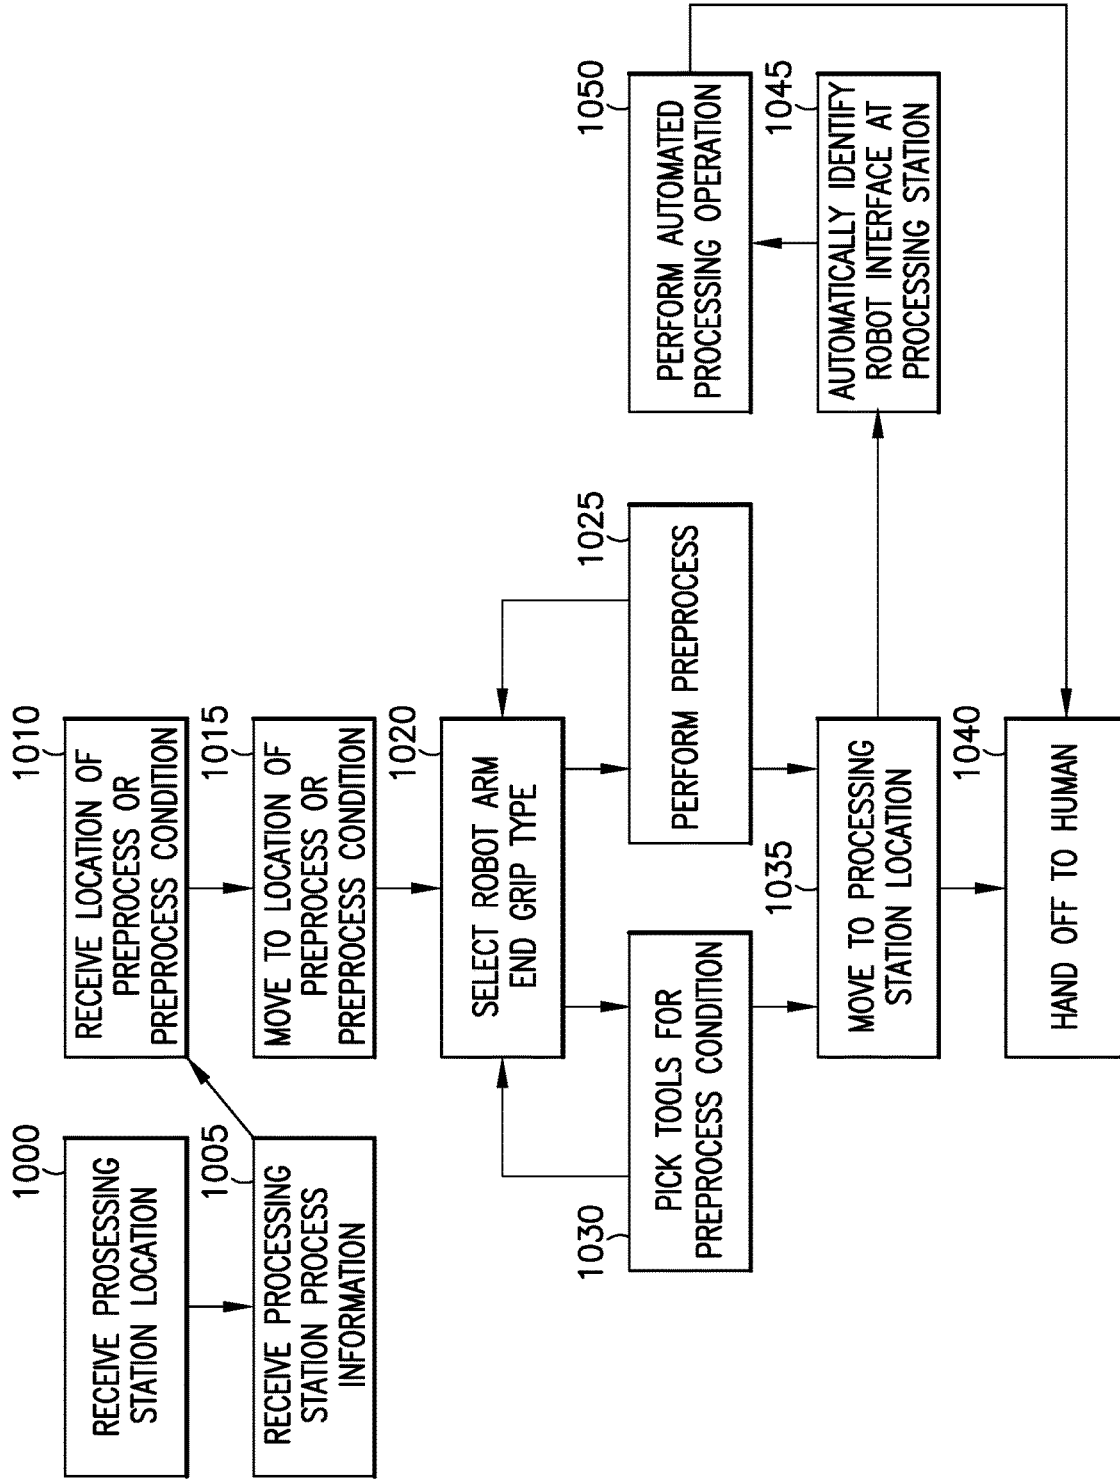 1000
RECEIVE PROSESSING
STATION LOCATION
1005
RECEIVE PROCESSING
STATION PROCESS
INFORMATION
1010
RECEIVE LOCATION OF
PREPROCESS OR
PREPROCESS CONDITION
1015
MOVE TO LOCATION OF
PREPROCESS OR
PREPROCESS CONDITION
1020
SELECT ROBOT ARM
END GRIP TYPE
1030
PICK TOOLS FOR
PREPROCESS CONDITION
1025
PERFORM PREPROCESS
1035
MOVE TO PROCESSING
STATION LOCATION
1040
HAND OFF TO HUMAN
1050
PERFORM AUTOMATED
PROCESSING OPERATION
1045
AUTOMATICALLY IDENTIFY
ROBOT INTERFACE AT
PROCESSING STATION